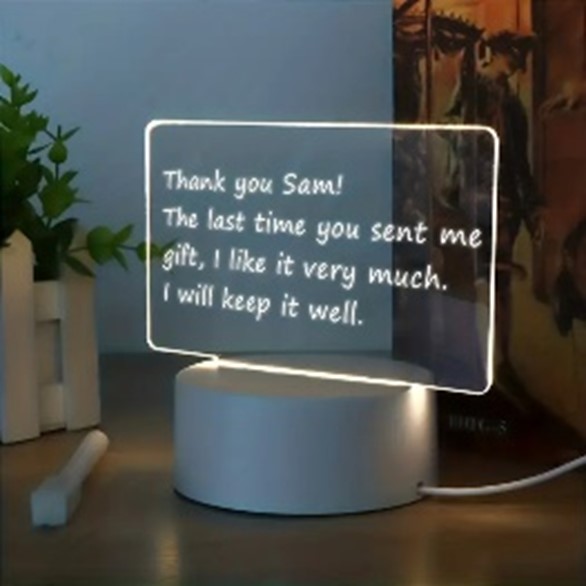 Thank you Sam!
The last time you sent me
gift, I like it very much.
I will keep it well.